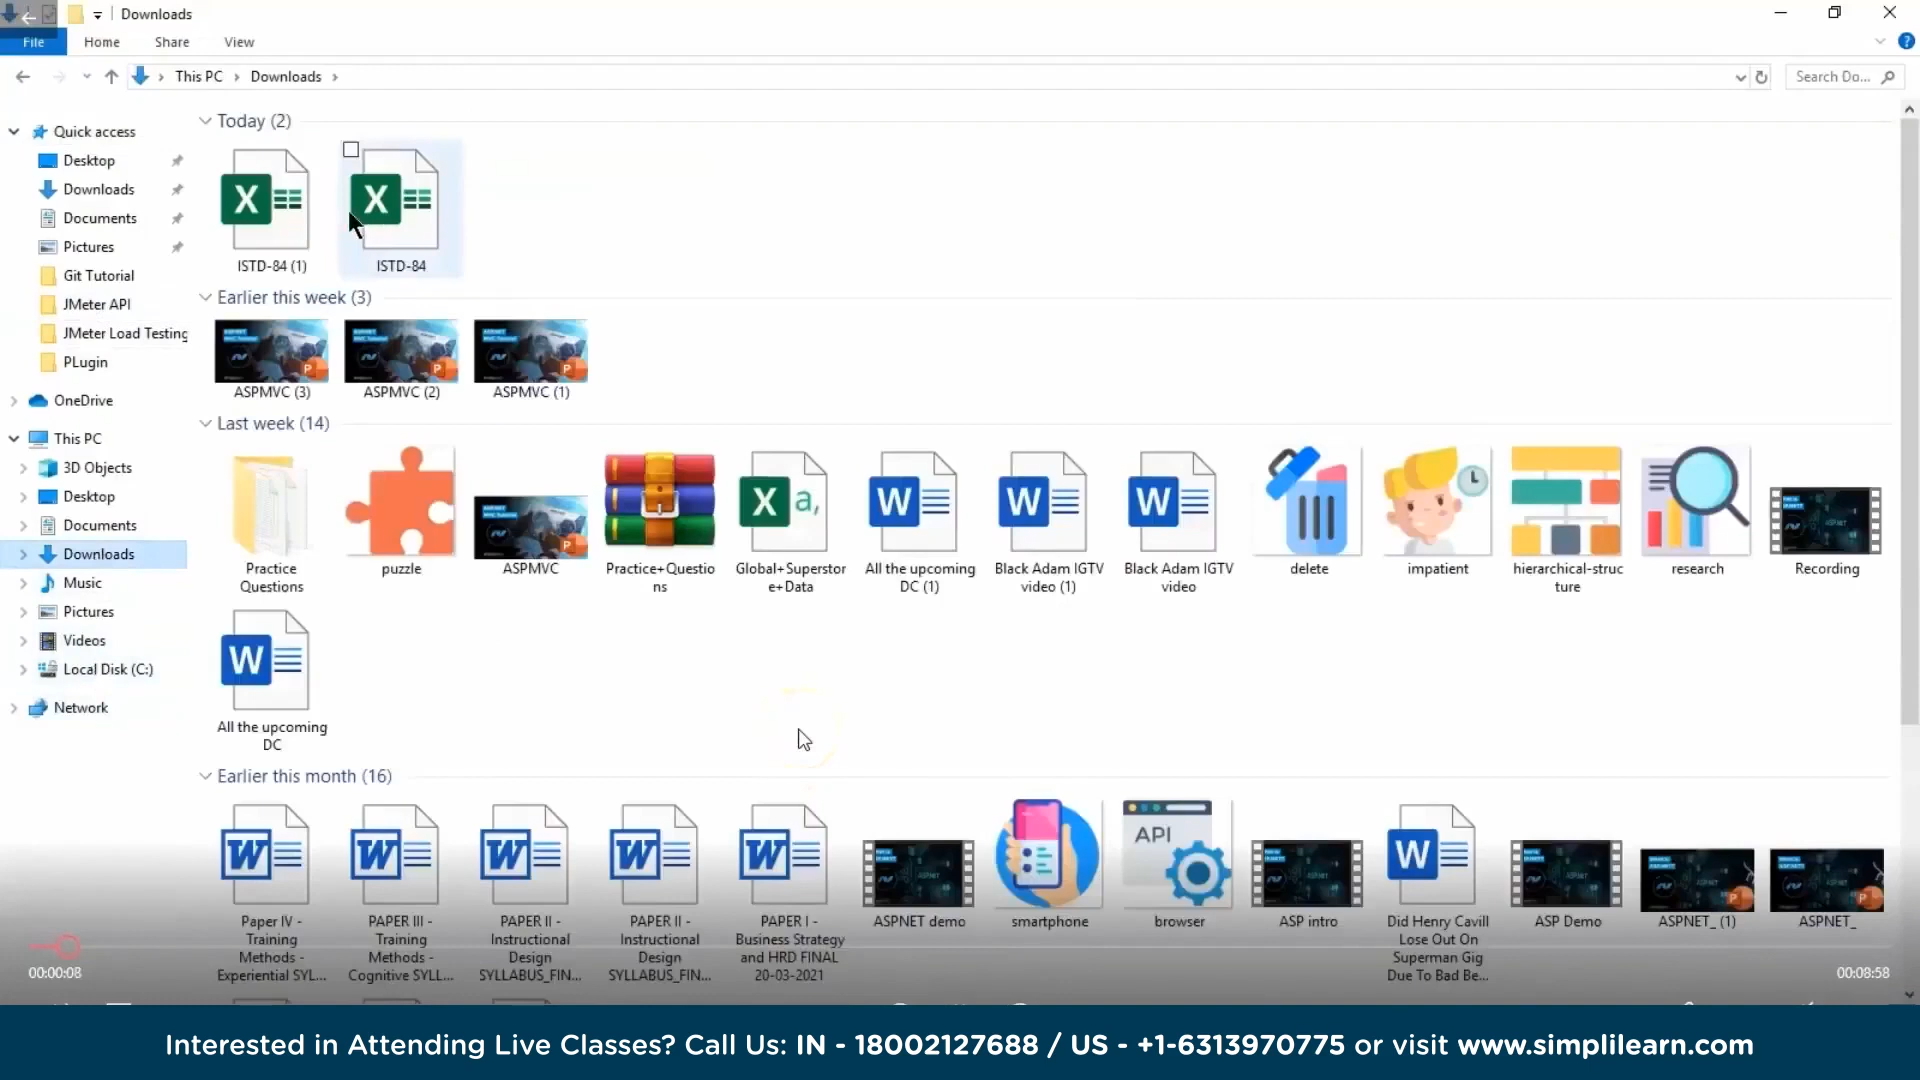 Downloads
File Home Share View
This PC > Downloads >
Search Do...
Quick access
Desktop
Downloads
Documents
Pictures
Git Tutorial
JMeter API
JMeter Load Testing
PLugin
OneDrive
This PC
3D Objects
Desktop
Documents
Downloads
Music
Pictures
Videos
Local Disk (C:)
Network
Today (2)
ISTD-84 (1)
ISTD-84
Earlier this week (3)
ASPMVC (3)
ASPMVC (2)
ASPMVC (1)
Last week (14)
Practice
Questions
puzzle
ASPMVC
Practice+Questio
ns
Global+Superstor
e+Data
All the upcoming
DC (1)
Black Adam IGTV
video (1)
Black Adam IGTV
video
delete
impatient
hierarchical-struc
ture
research
Recording
All the upcoming
DC
Earlier this month (16)
Paper IV -
Training
Methods -
Experiential SYL...
PAPER III -
Training
Methods -
Cognitive SYLL...
PAPER II -
Instructional
Design
SYLLABUS_FIN...
PAPER II -
Instructional
Design
SYLLABUS_FIN...
PAPER I -
Business Strategy
and HRD FINAL
20-03-2021
ASPNET demo
smartphone
API
browser
ASP intro
Did Henry Cavill
Lose Out On
Superman Gig
Due To Bad Be...
ASP Demo
ASPNET_ (1)
ASPNET_
00:00:08
00:08:58
Interested in Attending Live Classes? Call Us: IN - 18002127688 / US - +1-6313970775 or visit www.simplilearn.com